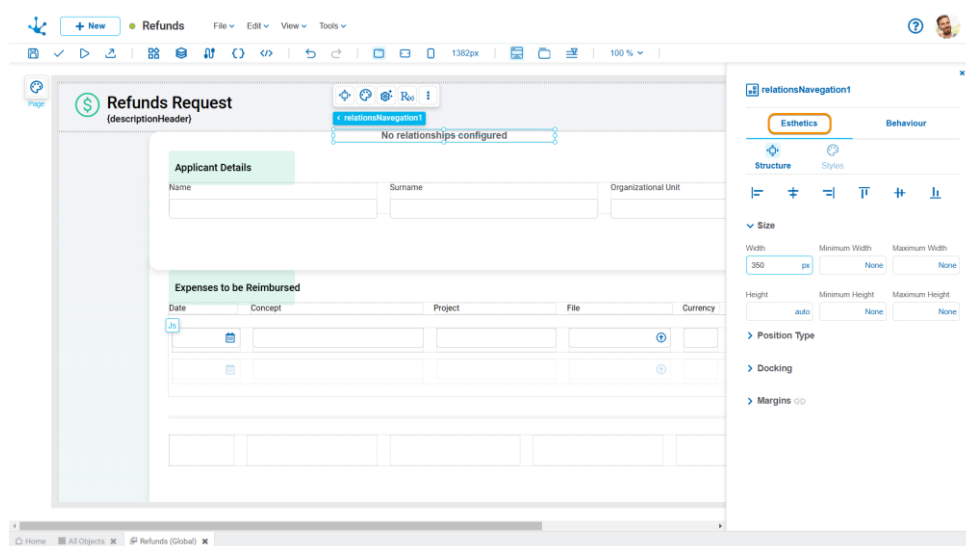 + New
Refunds
File
Edit
View
Tools
?
1382px
100 %
Page
Refunds Request
{descriptionHeader}
R(x)
relationsNavegation1
No relationships configured
Applicant Details
Name
Surname
Organizational Unit
Expenses to be Reimbursed
Date
Concept
Project
File
Currency
Js
relationsNavegation1
Esthetics
Behaviour
Structure
Styles
Size
Width
Minimum Width
Maximum Width
350
px
None
None
Height
Minimum Height
Maximum Height
auto
None
None
Position Type
Docking
Margins
Home
All Objects
Refunds (Global)